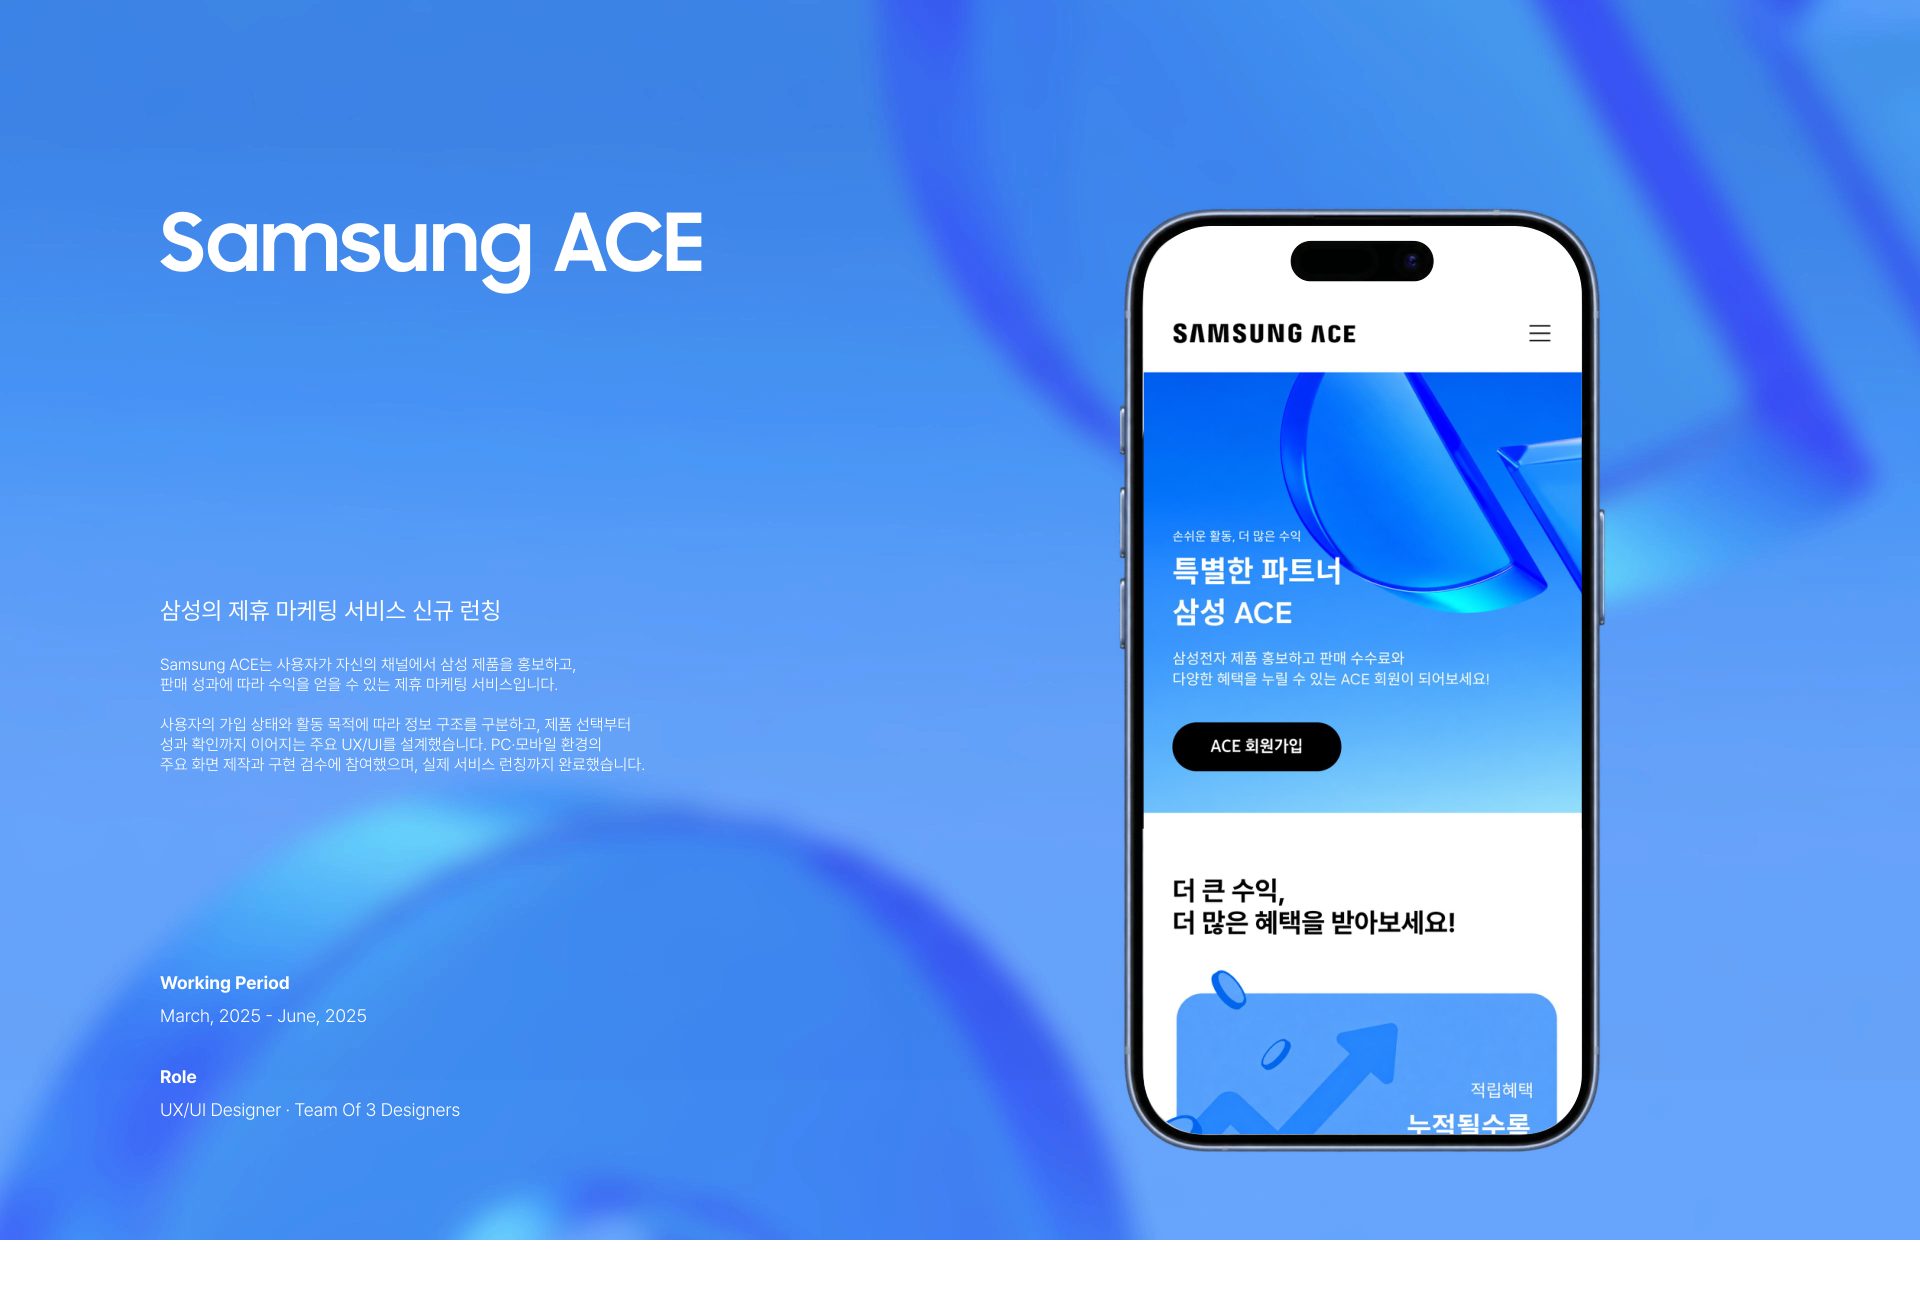 Samsung ACE
삼성의 제휴 마케팅 서비스 신규 런칭
Samsung ACE는 사용자가 자신의 채널에서 삼성 제품을 홍보하고,
판매 성과에 따라 수익을 얻을 수 있는 제휴 마케팅 서비스입니다.
사용자의 가입 상태와 활동 목적에 따라 정보 구조를 구분하고, 제품 선택부터
성과 확인까지 이어지는 주요 UX/UI를 설계했습니다. PC·모바일 환경의
주요 화면 제작과 구현 검수에 참여했으며, 실제 서비스 런칭까지 완료했습니다.
Working Period
March, 2025 - June, 2025
Role
UX/UI Designer · Team Of 3 Designers
SAMSUNG ACE
손쉬운 활동, 더 많은 수익
특별한 파트너
삼성 ACE
삼성전자 제품 홍보하고 판매 수수료와
다양한 혜택을 누릴 수 있는 ACE 회원이 되어보세요!
ACE 회원가입
더 큰 수익,
더 많은 혜택을 받아보세요!
적립혜택
누적될수록